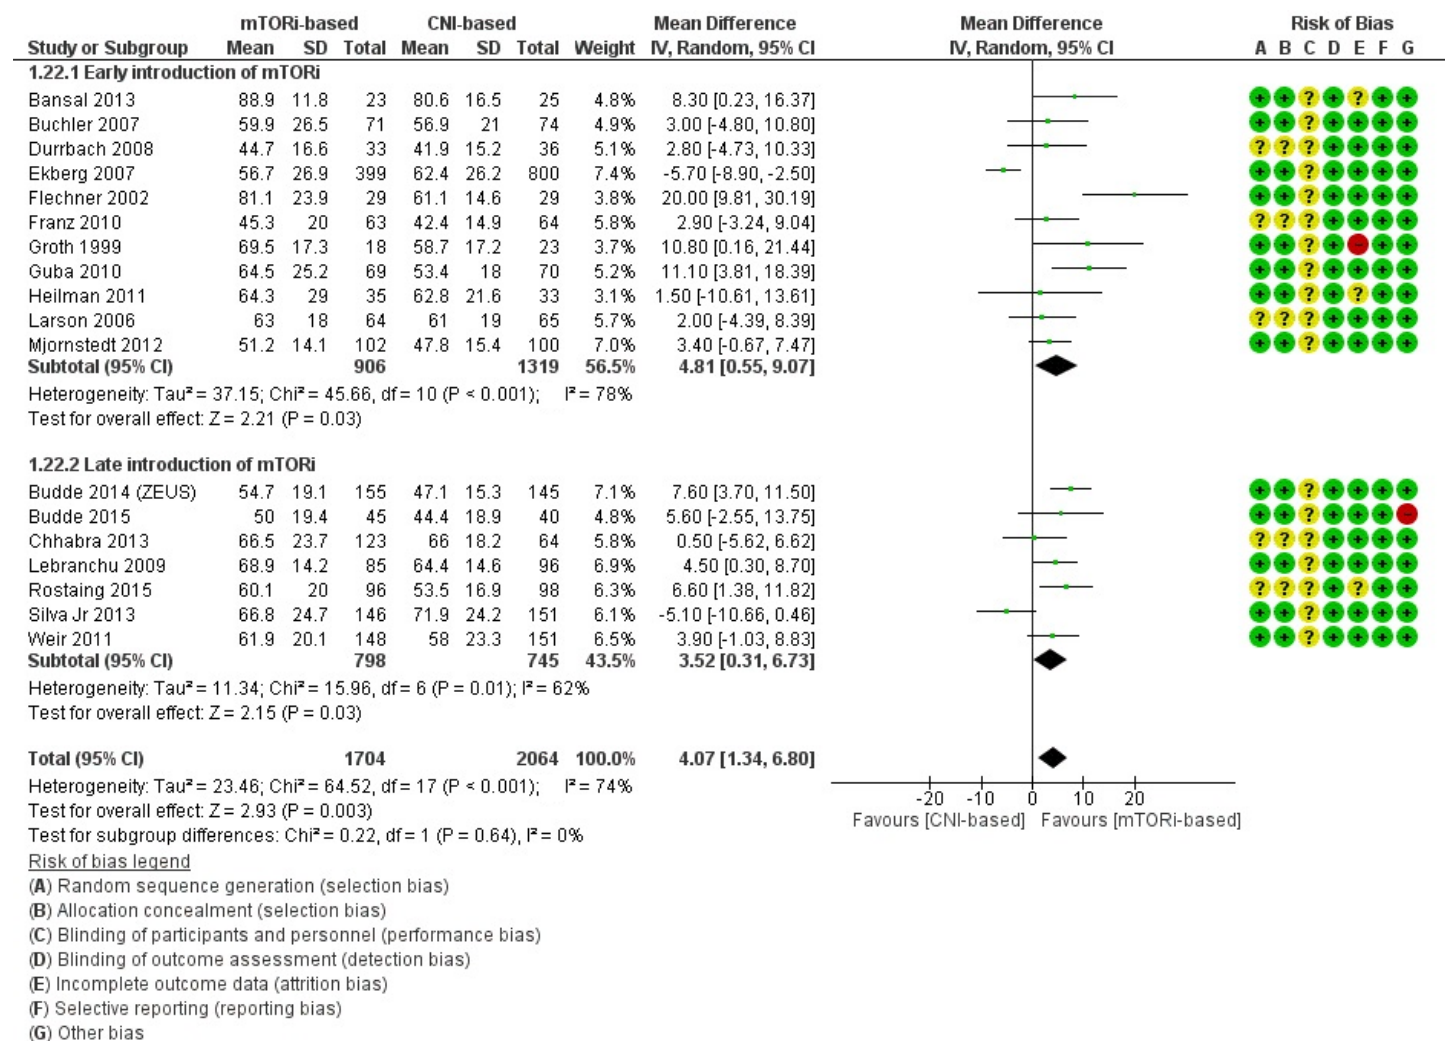 mTORi-based CNI-based Mean Difference Mean Difference Risk of Bias
Study or Subgroup Mean SD Total Mean SD Total Weight IV, Random, 95% CI IV, Random, 95% CI A B C D E F G
1.22.1 Early introduction of mTORi
Bansal 2013 88.9 11.8 23 80.6 16.5 25 4.8% 8.30 [0.23, 16.37] + + ? + ? + +
Buchler 2007 59.9 26.5 71 56.9 21 74 4.9% 3.00 [-4.80, 10.80] + + ? + + + +
Durrbach 2008 44.7 16.6 33 41.9 15.2 36 5.1% 2.80 [-4.73, 10.33] ? ? ? + + + +
Ekberg 2007 56.7 26.9 399 62.4 26.2 800 7.4% -5.70 [-8.90, -2.50] + + ? + + + +
Flechner 2002 81.1 23.9 29 61.1 14.6 29 3.8% 20.00 [9.81, 30.19] + + ? + + + +
Franz 2010 45.3 20 63 42.4 14.9 64 5.8% 2.90 [-3.24, 9.04] ? ? ? + + + +
Groth 1999 69.5 17.3 18 58.7 17.2 23 3.7% 10.80 [0.16, 21.44] + + ? + - + +
Guba 2010 64.5 25.2 69 53.4 18 70 5.2% 11.10 [3.81, 18.39] + + ? + + + +
Heilman 2011 64.3 29 35 62.8 21.6 33 3.1% 1.50 [-10.61, 13.61] + + ? + ? + +
Larson 2006 63 18 64 61 19 65 5.7% 2.00 [-4.39, 8.39] ? ? ? + + + +
Mjornstedt 2012 51.2 14.1 102 47.8 15.4 100 7.0% 3.40 [-0.67, 7.47] + + ? + + + +
Subtotal (95% CI) 906 1319 56.5% 4.81 [0.55, 9.07]
Heterogeneity: Tau² = 37.15; Chi² = 45.66, df = 10 (P < 0.001); I² = 78%
Test for overall effect: Z = 2.21 (P = 0.03)
1.22.2 Late introduction of mTORi
Budde 2014 (ZEUS) 54.7 19.1 155 47.1 15.3 145 7.1% 7.60 [3.70, 11.50] + + ? + + + +
Budde 2015 50 19.4 45 44.4 18.9 40 4.8% 5.60 [-2.55, 13.75] + + ? + + + -
Chhabra 2013 66.5 23.7 123 66 18.2 64 5.8% 0.50 [-5.62, 6.62] ? ? ? + + + +
Lebranchu 2009 68.9 14.2 85 64.4 14.6 96 6.9% 4.50 [0.30, 8.70] + + ? + + + +
Rostaing 2015 60.1 20 96 53.5 16.9 98 6.3% 6.60 [1.38, 11.82] ? ? ? + ? + +
Silva Jr 2013 66.8 24.7 146 71.9 24.2 151 6.1% -5.10 [-10.66, 0.46] + + ? + + + +
Weir 2011 61.9 20.1 148 58 23.3 151 6.5% 3.90 [-1.03, 8.83] + + ? + + + +
Subtotal (95% CI) 798 745 43.5% 3.52 [0.31, 6.73]
Heterogeneity: Tau² = 11.34; Chi² = 15.96, df = 6 (P = 0.01); I² = 62%
Test for overall effect: Z = 2.15 (P = 0.03)
Total (95% CI) 1704 2064 100.0% 4.07 [1.34, 6.80]
Heterogeneity: Tau² = 23.46; Chi² = 64.52, df = 17 (P < 0.001); I² = 74%
Test for overall effect: Z = 2.93 (P = 0.003)
Test for subgroup differences: Chi² = 0.22, df = 1 (P = 0.64), I² = 0%
-20 -10 0 10 20
Favours [CNI-based] Favours [mTORi-based]
Risk of bias legend
(A) Random sequence generation (selection bias)
(B) Allocation concealment (selection bias)
(C) Blinding of participants and personnel (performance bias)
(D) Blinding of outcome assessment (detection bias)
(E) Incomplete outcome data (attrition bias)
(F) Selective reporting (reporting bias)
(G) Other bias